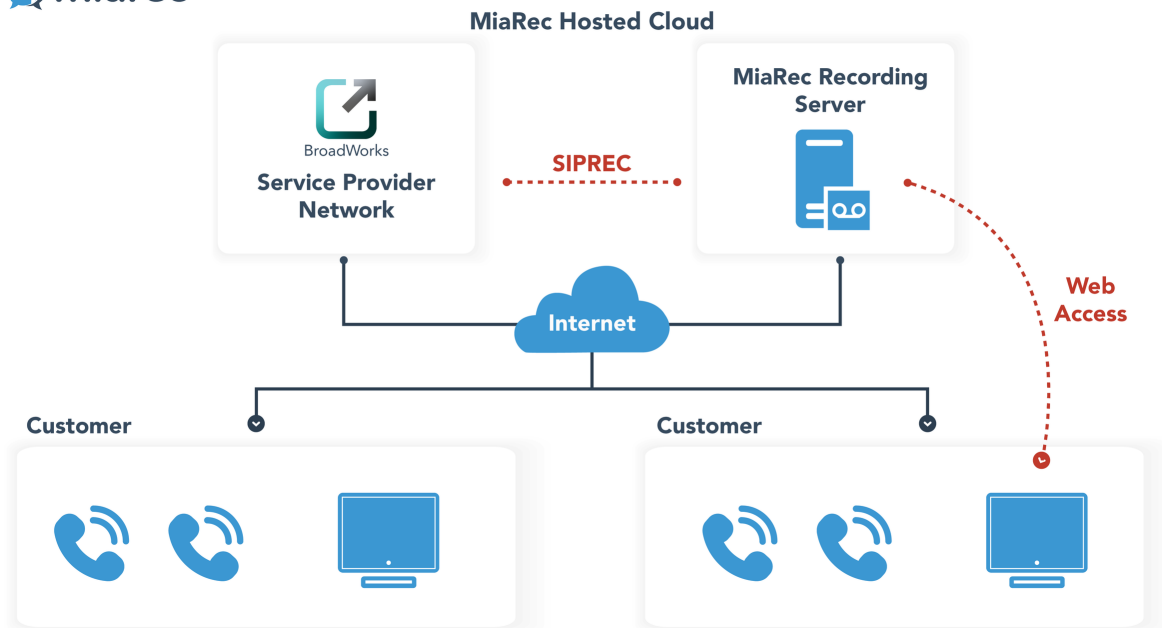 MiaRec Hosted Cloud
MiaRec Recording
Server
BroadWorks
Service Provider
Network
SIPREC
Internet
Web
Access
Customer
Customer